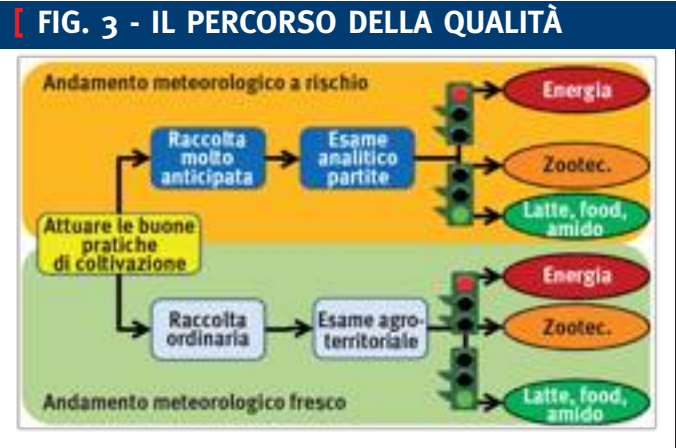 [ FIG. 3 - IL PERCORSO DELLA QUALITÀ
Andamento meteorologico a rischio
Raccolta
molto
anticipata
Esame
analitico
partite
Energia
Zootec.
Latte, food,
amido
Attuare le buone
pratiche
di coltivazione
Raccolta
ordinaria
Esame agro-
territoriale
Energia
Zootec.
Latte, food,
amido
Andamento meteorologico fresco